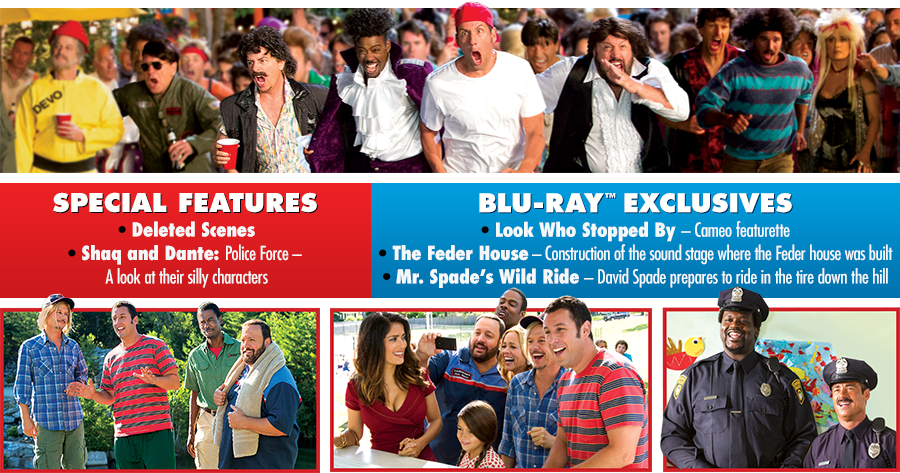 DEVO
SPECIAL FEATURES
• Deleted Scenes
• Shaq and Dante: Police Force –
A look at their silly characters
BLU-RAY™ EXCLUSIVES
• Look Who Stopped By – Cameo featurette
• The Feder House – Construction of the sound stage where the Feder house was built
• Mr. Spade's Wild Ride – David Spade prepares to ride in the tire down the hill